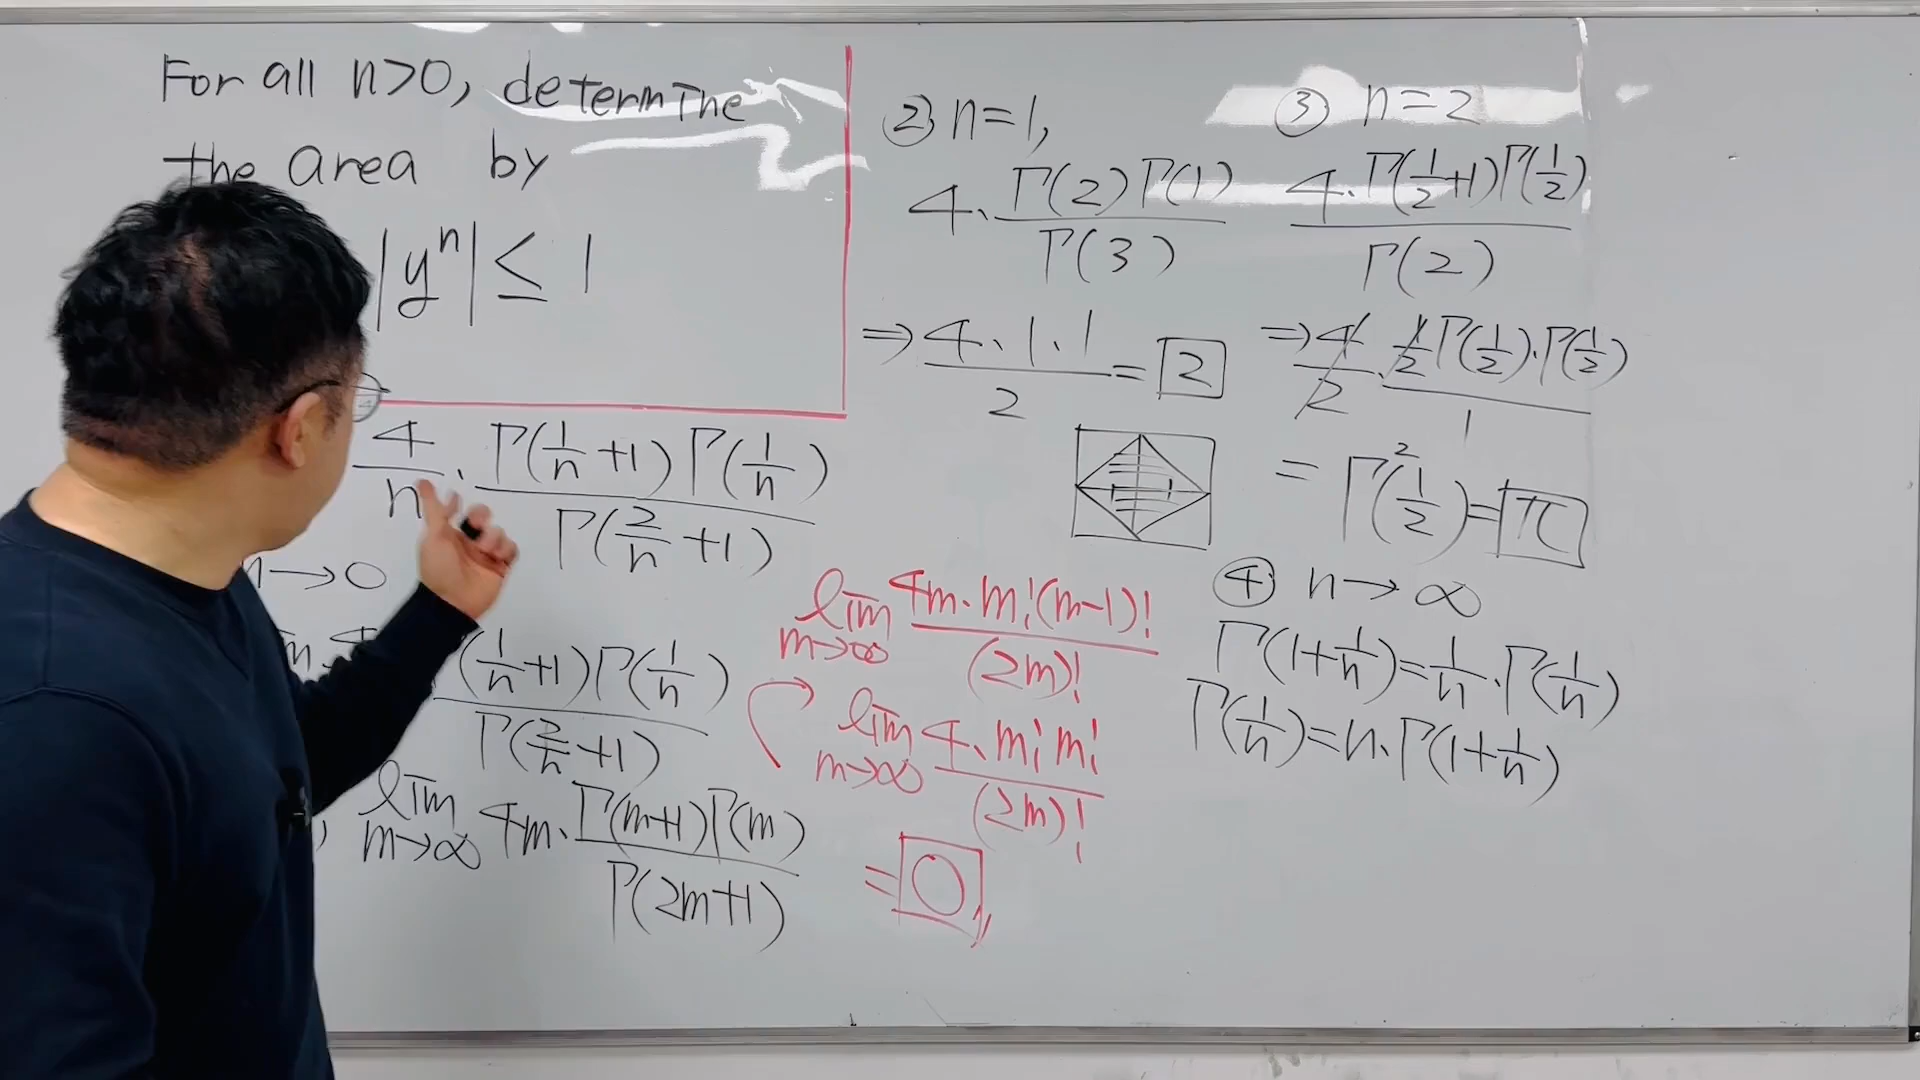 For all n>0, determine
the area by
|yⁿ| ≤ 1
4/n · Γ(1/n +1) Γ(1/n) / Γ(2/n +1)
n→0
(1/n +1)Γ(1/n) / Γ(2/n +1)
lim m→∞ 4m · Γ(m+1)Γ(m) / Γ(2m+1)
lim m→∞ 4m·m!(m-1)! / (2m)!
lim m→∞ 4·m!m! / (2m)!
= 0
② n=1,
4· Γ(2)Γ(1) / Γ(3)
⇒ 4·1·1 / 2 = 2
③ n=2
4·Γ(1/2+1)Γ(1/2) / Γ(2)
⇒ 4/2 · 1/2 Γ(1/2)·Γ(1/2) / 1
= Γ²(1/2) = π
④ n→∞
Γ(1+1/n)=1/n·Γ(1/n)
Γ(1/n)=n·Γ(1+1/n)